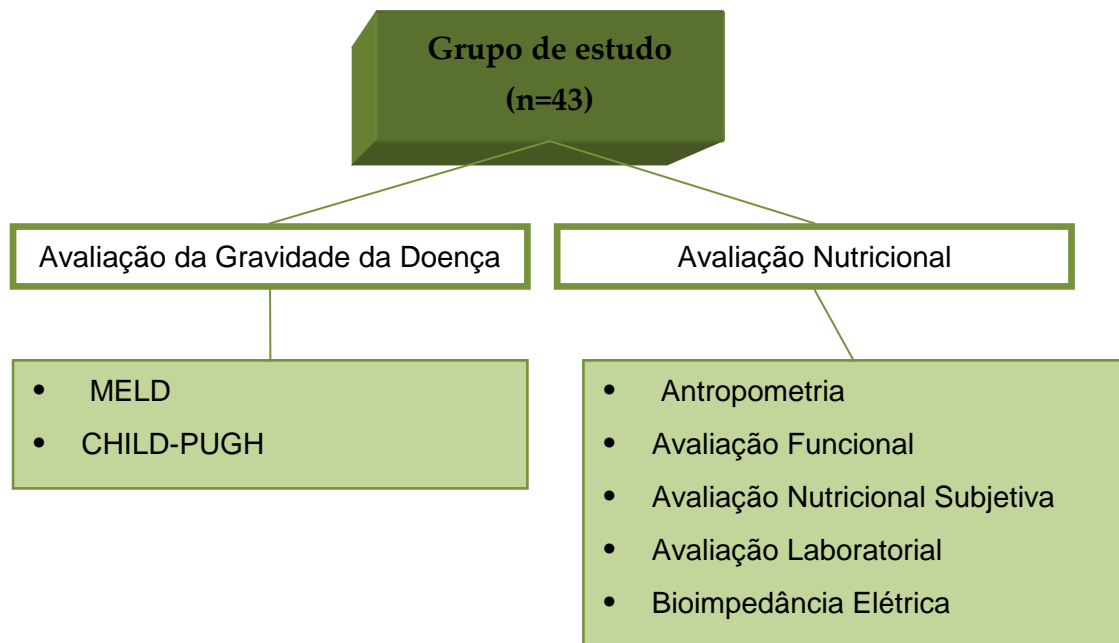 Grupo de estudo
(n=43)
Avaliação da Gravidade da Doença
Avaliação Nutricional
• MELD
• CHILD-PUGH
• Antropometria
• Avaliação Funcional
• Avaliação Nutricional Subjetiva
• Avaliação Laboratorial
• Bioimpedância Elétrica